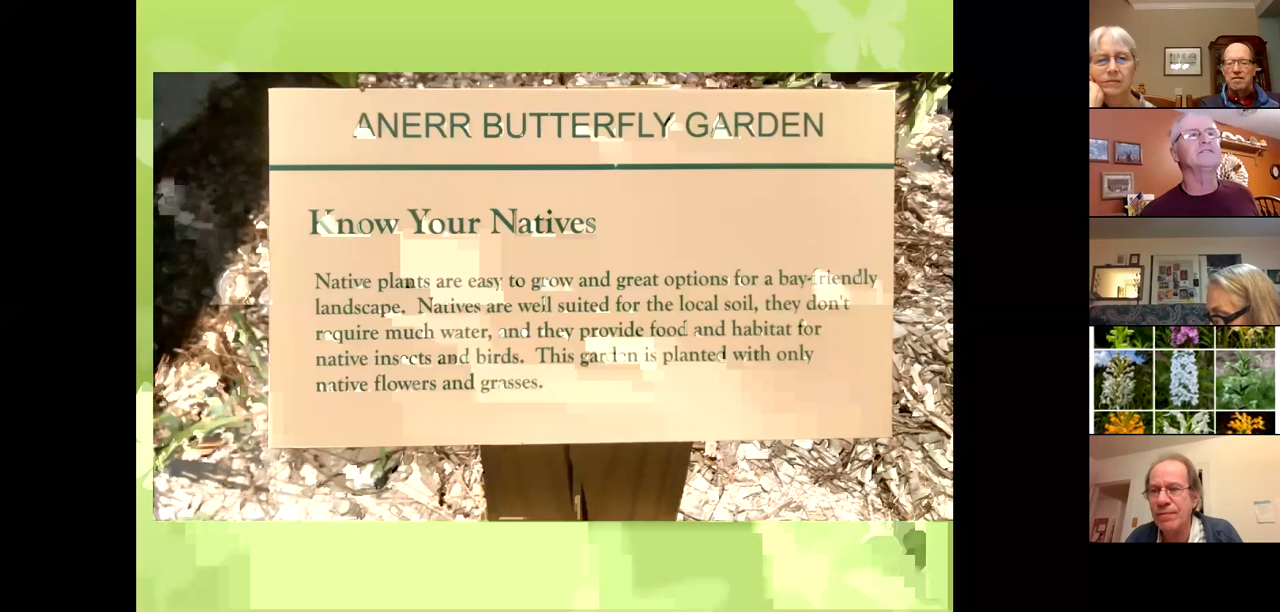 ANERR BUTTERFLY GARDEN
Know Your Natives
Native plants are easy to grow and great options for a bay-friendly
landscape. Natives are well suited for the local soil, they don't
require much water, and they provide food and habitat for
native insects and birds. This garden is planted with only
native flowers and grasses.